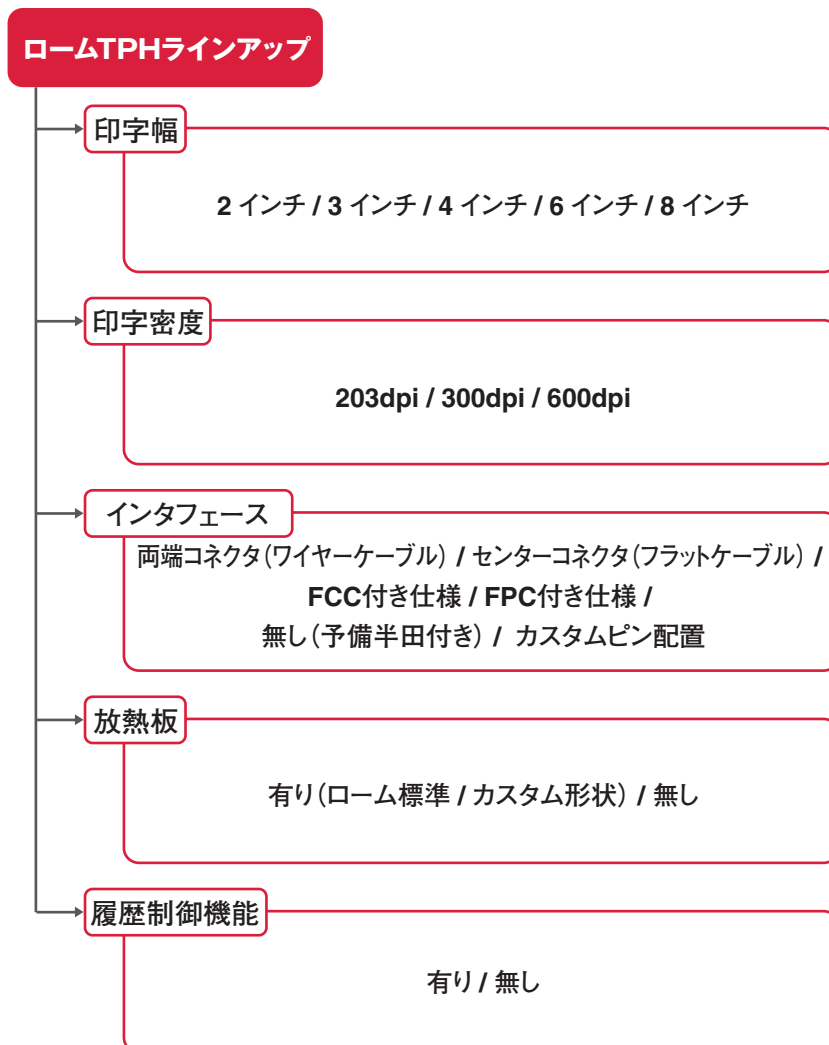 ロームTPHラインアップ
印字幅
2 インチ / 3 インチ / 4 インチ / 6 インチ / 8 インチ
印字密度
203dpi / 300dpi / 600dpi
インタフェース
両端コネクタ(ワイヤーケーブル) / センターコネクタ(フラットケーブル) /
FCC付き仕様 / FPC付き仕様 /
無し(予備半田付き) / カスタムピン配置
放熱板
有り(ローム標準 / カスタム形状) / 無し
履歴制御機能
有り / 無し